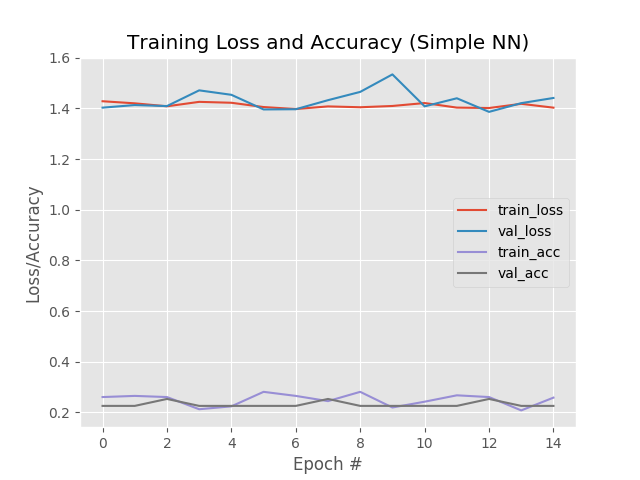 Training Loss and Accuracy (Simple NN)
1.6
1.4
1.2
1.0
0.8
0.6
0.4
0.2
Loss/Accuracy
train_loss
val_loss
train_acc
val_acc
0 2 4 6 8 10 12 14
Epoch #